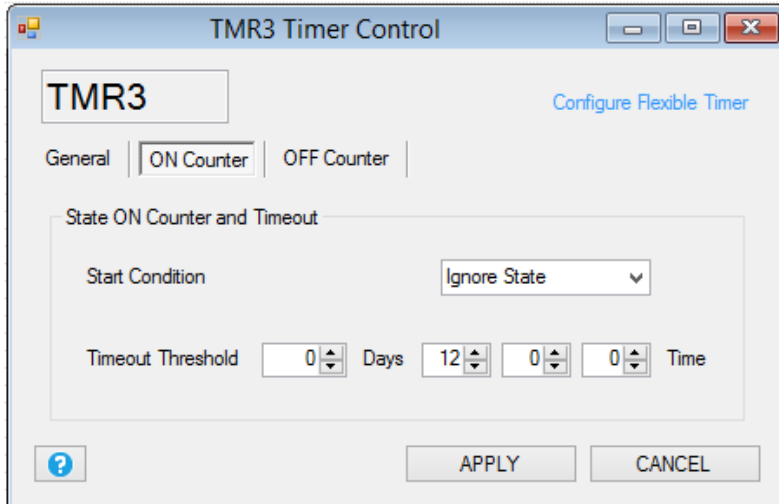 TMR3 Timer Control
TMR3
Configure Flexible Timer
General ON Counter OFF Counter
State ON Counter and Timeout
Start Condition Ignore State
Timeout Threshold 0 Days 12 0 0 Time
? APPLY CANCEL